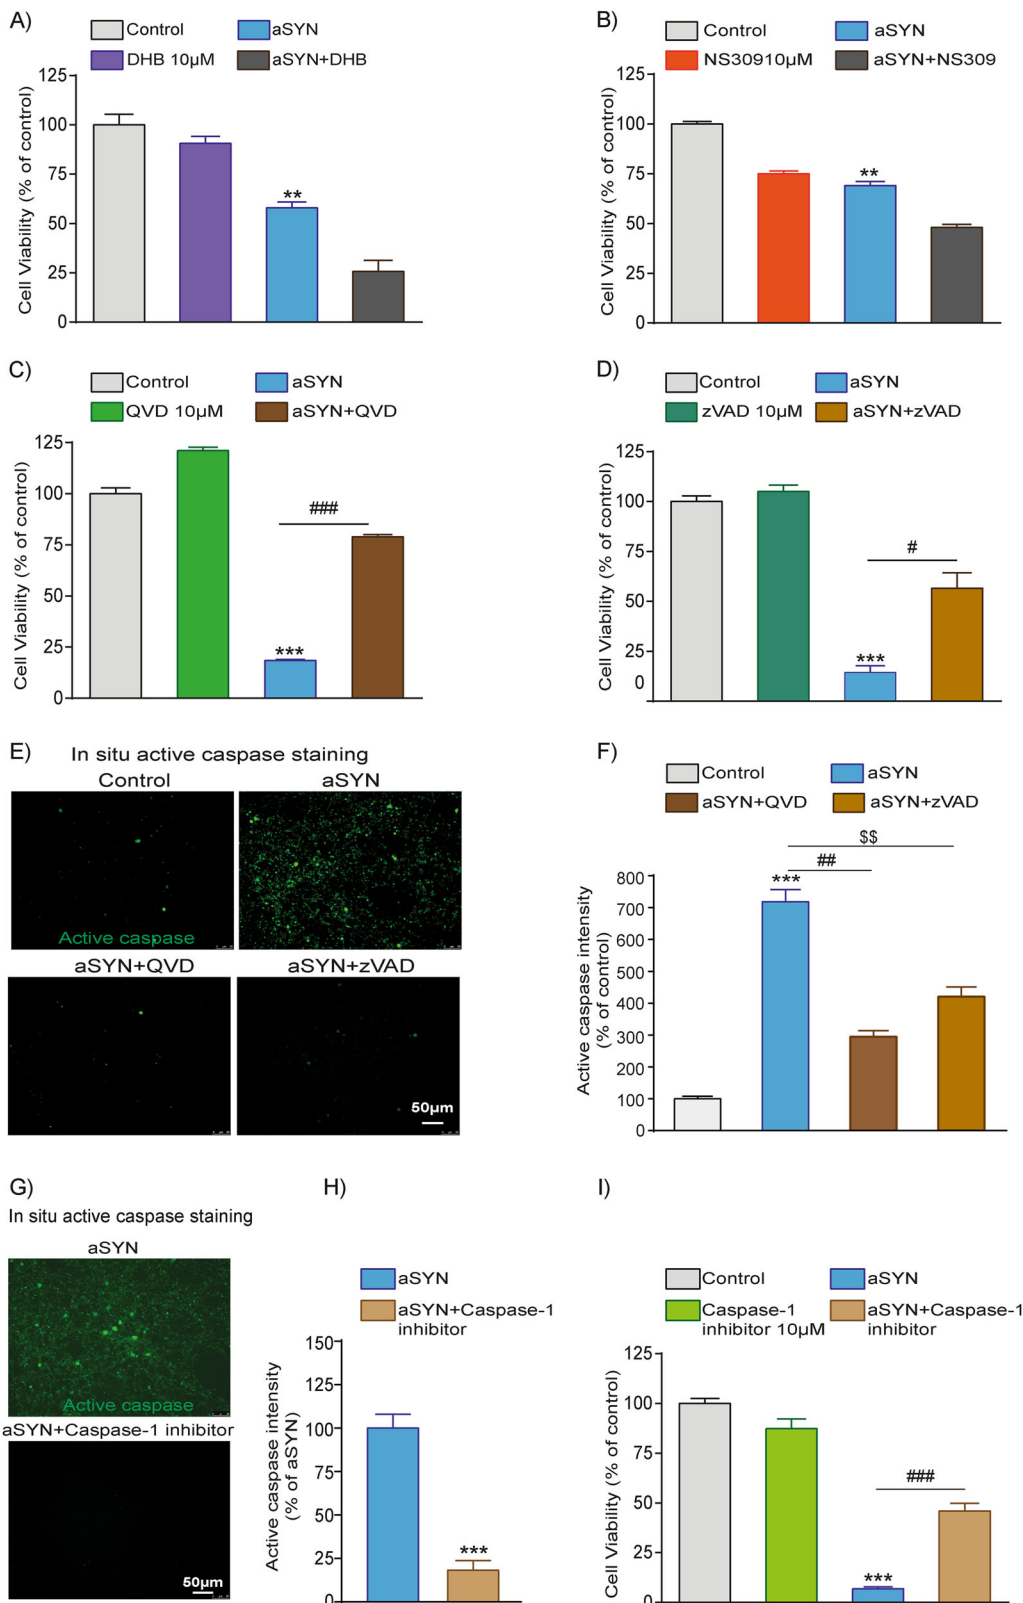 A)
Control
aSYN
DHB 10µM
aSYN+DHB
Cell Viability (% of control)
125
100
75
50
25
0
**
B)
Control
aSYN
NS30910µM
aSYN+NS309
Cell Viability (% of control)
125
100
75
50
25
0
**
C)
Control
aSYN
QVD 10µM
aSYN+QVD
Cell Viability (% of control)
125
100
75
50
25
0
***
###
D)
Control
aSYN
zVAD 10µM
aSYN+zVAD
Cell Viability (% of control)
125
100
75
50
25
0
***
#
E)
In situ active caspase staining
Control
aSYN
Active caspase
aSYN+QVD
aSYN+zVAD
50µm
F)
Control
aSYN
aSYN+QVD
aSYN+zVAD
Active caspase intensity
(% of control)
800
700
600
500
400
300
200
100
0
***
##
$$
G)
In situ active caspase staining
aSYN
Active caspase
aSYN+Caspase-1 inhibitor
50µm
H)
aSYN
aSYN+Caspase-1
inhibitor
Active caspase intensity
(% of aSYN)
150
125
100
75
50
25
0
***
I)
Control
aSYN
Caspase-1
inhibitor 10µM
aSYN+Caspase-1
inhibitor
Cell Viability (% of control)
125
100
75
50
25
0
***
###